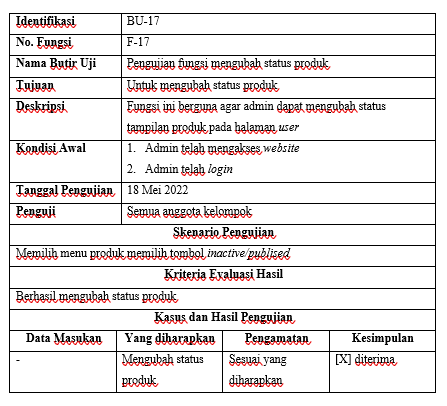 Identifikasi BU-17
No. Fungsi F-17
Nama Butir Uji Pengujian fungsi mengubah status produk
Tujuan Untuk mengubah status produk
Deskripsi Fungsi ini berguna agar admin dapat mengubah status
tampilan produk pada halaman user
Kondisi Awal 1. Admin telah mengakses website
2. Admin telah login
Tanggal Pengujian 18 Mei 2022
Penguji Semua anggota kelompok
Skenario Pengujian
Memilih menu produk memilih tombol inactive/publised
Kriteria Evaluasi Hasil
Berhasil mengubah status produk
Kasus dan Hasil Pengujian
Data Masukan Yang diharapkan Pengamatan Kesimpulan
- Mengubah status Sesuai yang [X] diterima
produk diharapkan